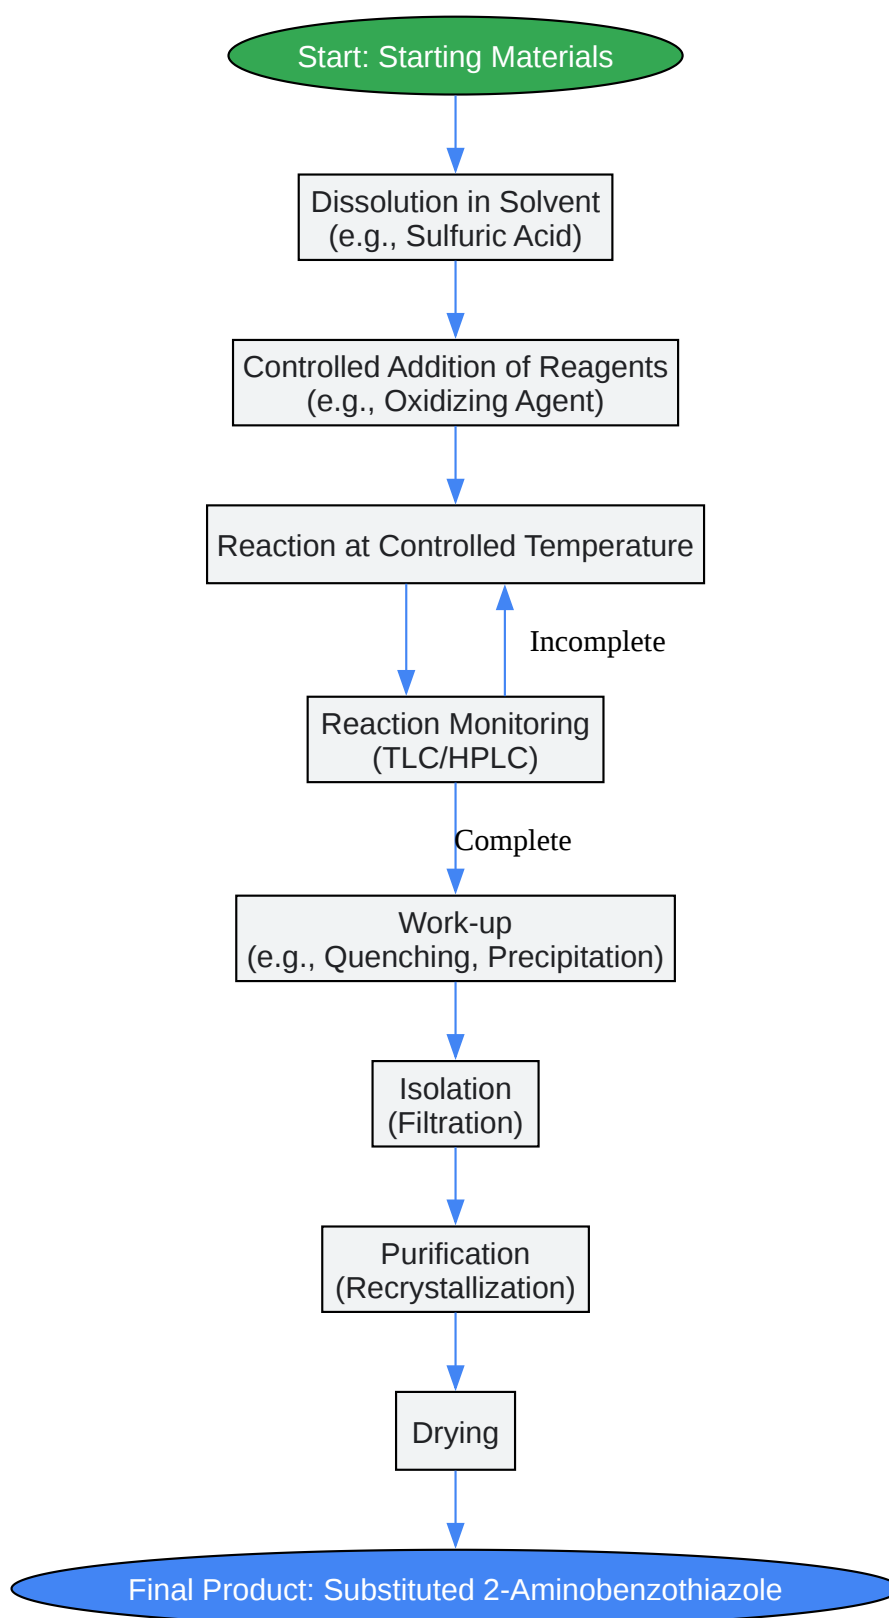 Start: Starting Materials
Dissolution in Solvent
(e.g., Sulfuric Acid)
Controlled Addition of Reagents
(e.g., Oxidizing Agent)
Reaction at Controlled Temperature
Incomplete
Reaction Monitoring
(TLC/HPLC)
Complete
Work-up
(e.g., Quenching, Precipitation)
Isolation
(Filtration)
Purification
(Recrystallization)
Drying
Final Product: Substituted 2-Aminobenzothiazole